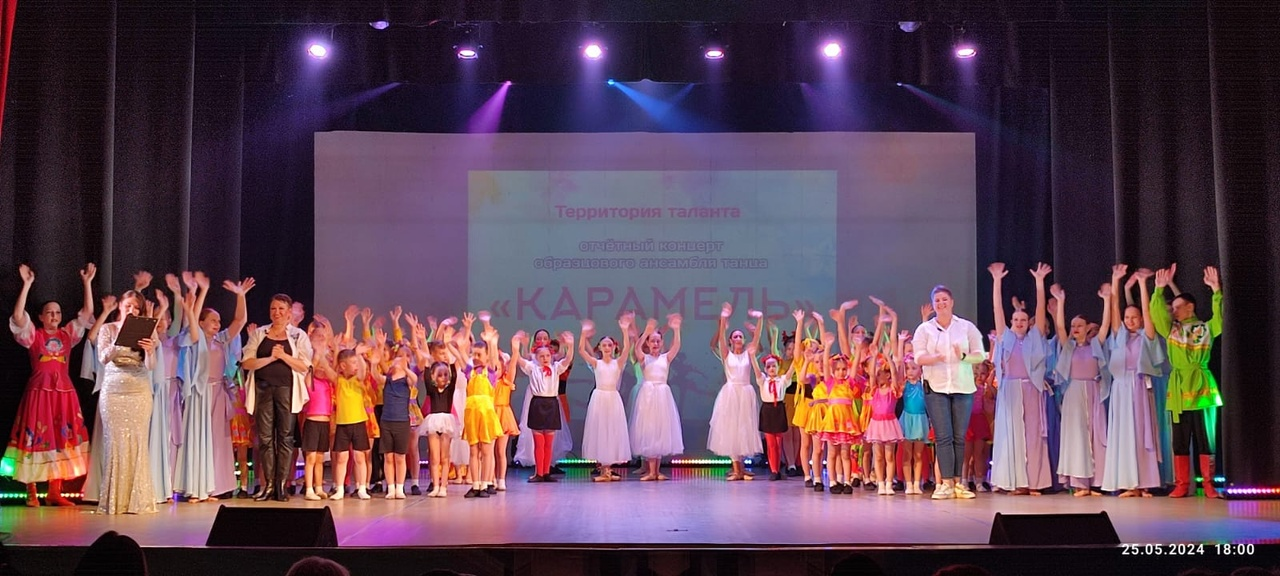 Территория таланта
отчётный концерт
образцового ансамбля танца
«КАРАМЕЛЬ»
25.05.2024 18:00